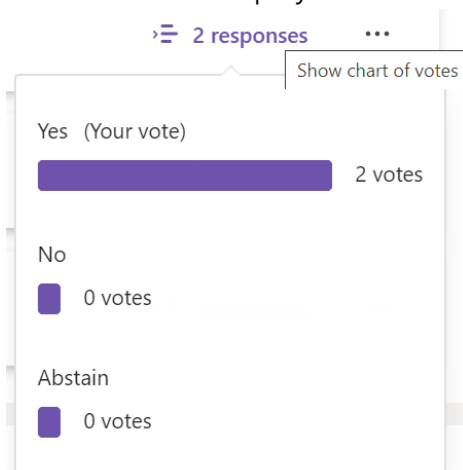 2 responses
Show chart of votes
Yes (Your vote)
2 votes
No
0 votes
Abstain
0 votes